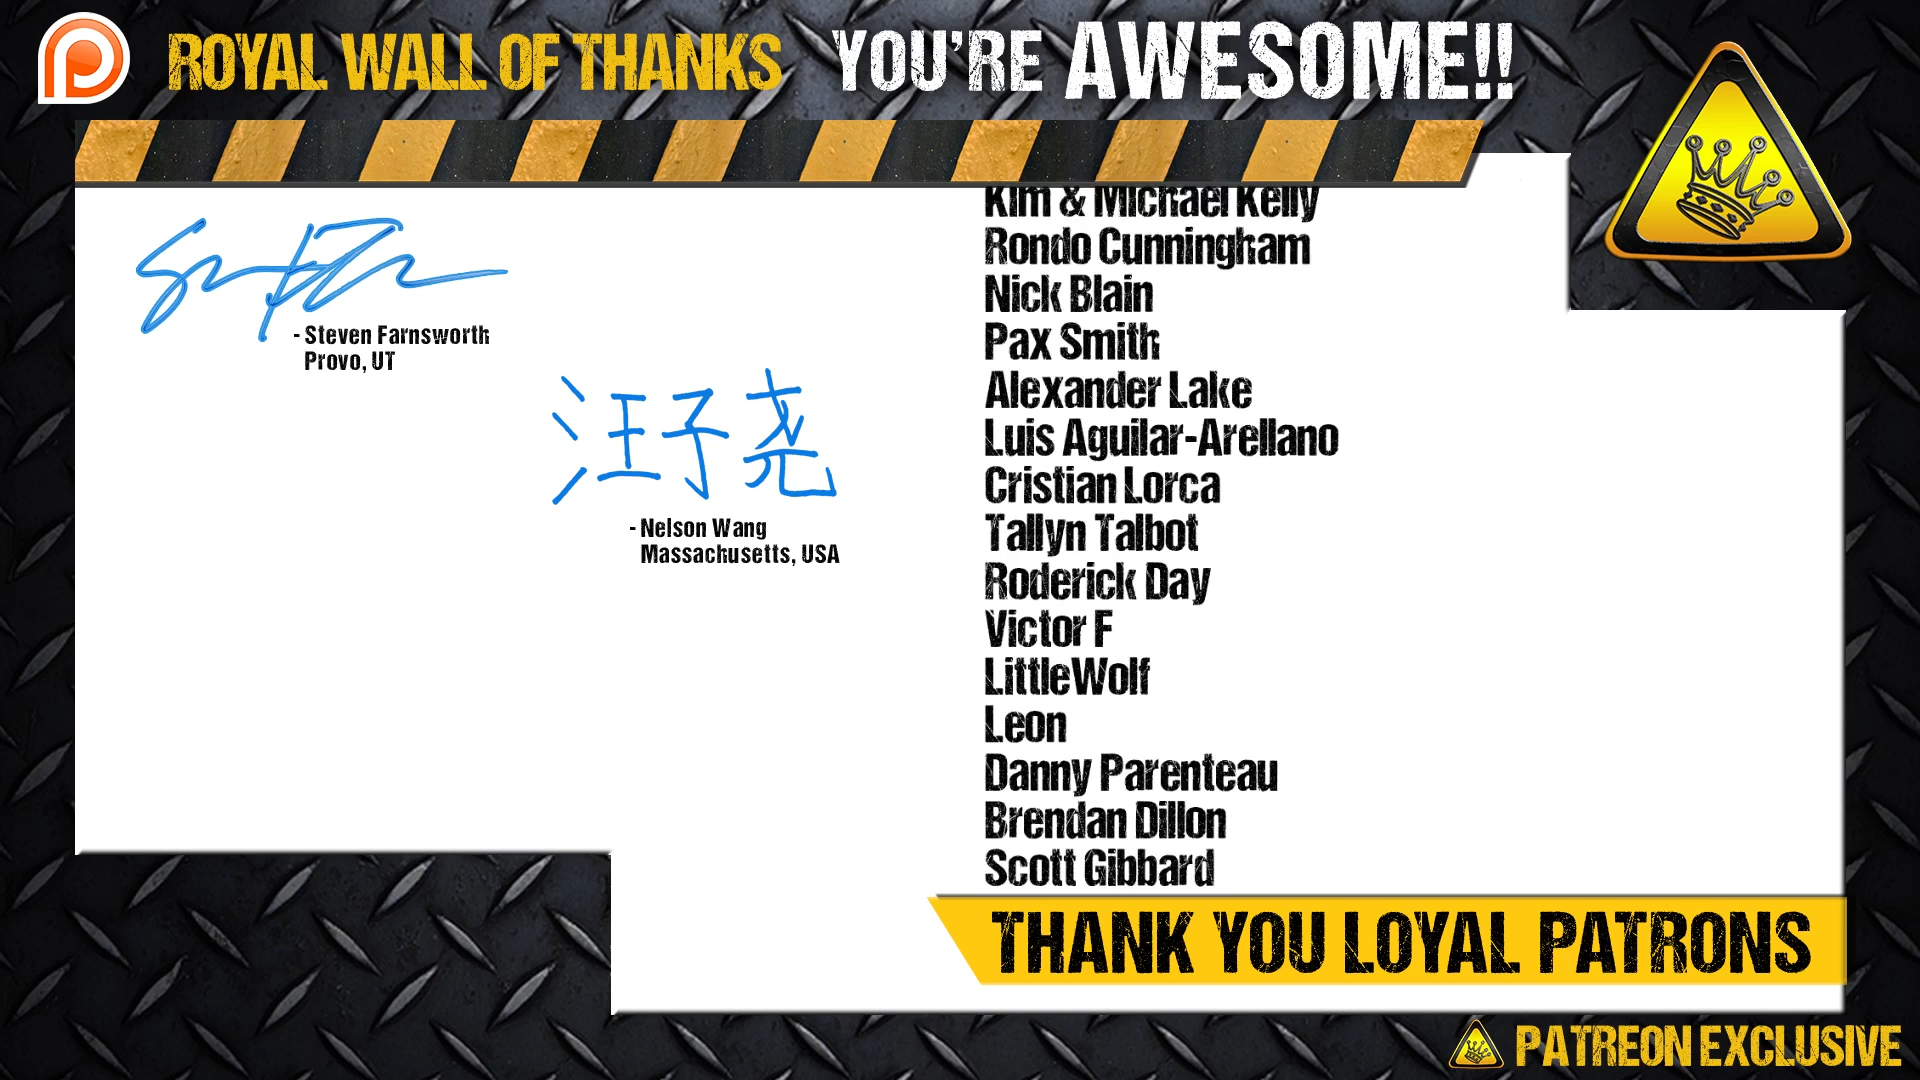 ROYAL WALL OF THANKS YOU'RE AWESOME!!
- Steven Farnsworth
Provo, UT
汪子尧
- Nelson Wang
Massachusetts, USA
Kim & Michael Kelly
Rondo Cunningham
Nick Blain
Pax Smith
Alexander Lake
Luis Aguilar-Arellano
Cristian Lorca
Tallyn Talbot
Roderick Day
Victor F
LittleWolf
Leon
Danny Parenteau
Brendan Dillon
Scott Gibbard
THANK YOU LOYAL PATRONS
PATREON EXCLUSIVE